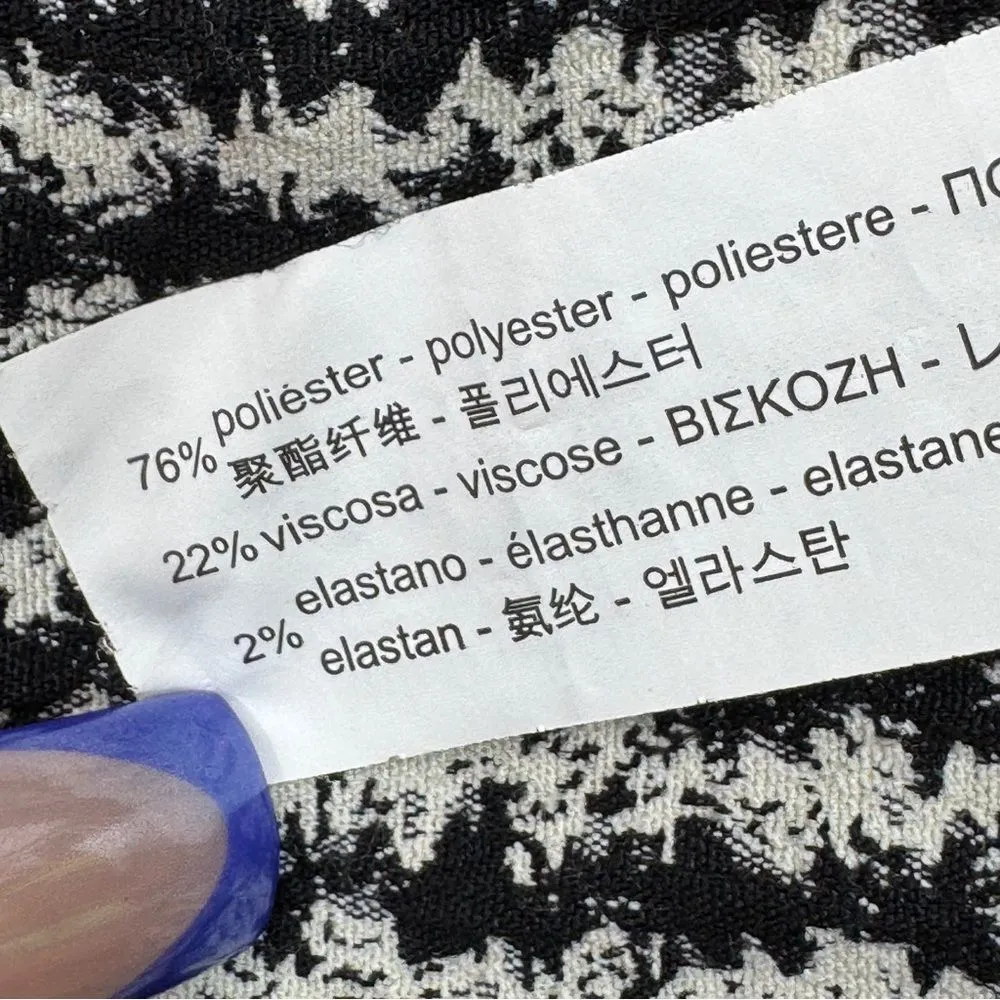 poliéster - polyester - poliestere - ΠΟ
76% 聚酯纤维 - 폴리에스터
22% viscosa - viscose - ΒΙΣΚΟΖΗ -
elastano - élasthanne - elastane
2% elastan - 氨纶 - 엘라스탄